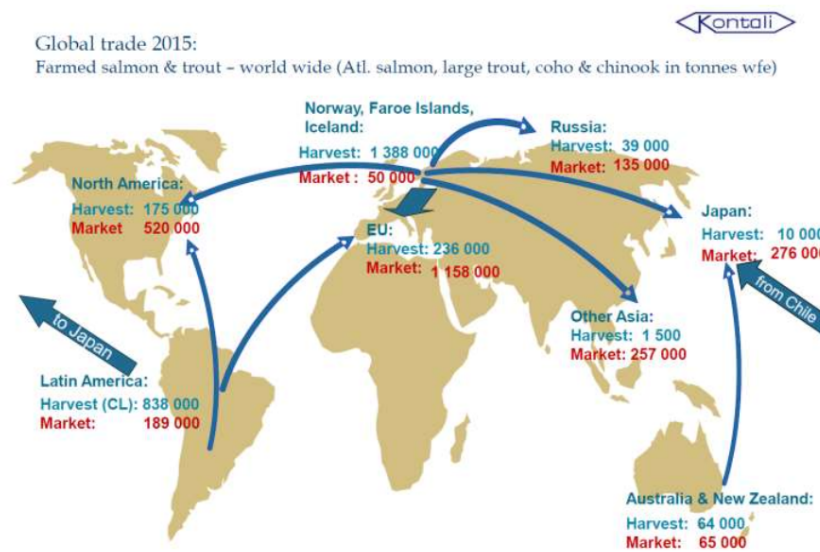 Kontali
Global trade 2015:
Farmed salmon & trout – world wide (Atl. salmon, large trout, coho & chinook in tonnes wfe)
Norway, Faroe Islands,
Iceland:
Harvest: 1 388 000
Market : 50 000
Russia:
Harvest: 39 000
Market: 135 000
North America:
Harvest: 175 000
Market 520 000
EU:
Harvest: 236 000
Market: 1 158 000
Japan:
Harvest: 10 000
Market: 276 000
from Chile
to Japan
Other Asia:
Harvest: 1 500
Market: 257 000
Latin America:
Harvest (CL): 838 000
Market: 189 000
Australia & New Zealand:
Harvest: 64 000
Market: 65 000